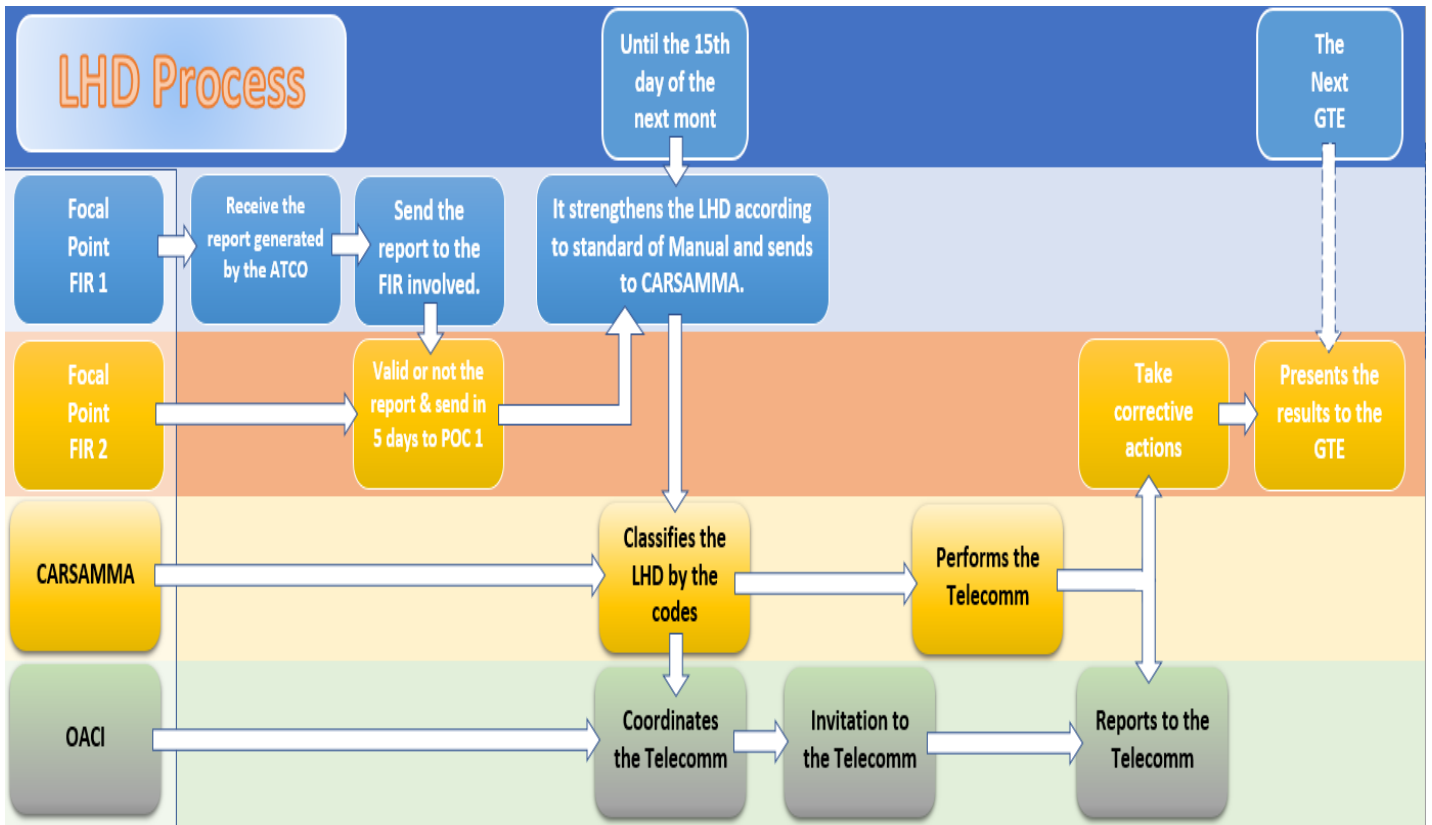 LHD Process
Until the 15th
day of the
next mont
The
Next
GTE
Focal
Point
FIR 1
Receive the
report generated
by the ATCO
Send the
report to the
FIR involved.
It strengthens the LHD according
to standard of Manual and sends
to CARSAMMA.
Focal
Point
FIR 2
Valid or not the
report & send in
5 days to POC 1
Take
corrective
actions
Presents the
results to the
GTE
CARSAMMA
Classifies the
LHD by the
codes
Performs the
Telecomm
OACI
Coordinates
the Telecomm
Invitation to
the Telecomm
Reports to the
Telecomm